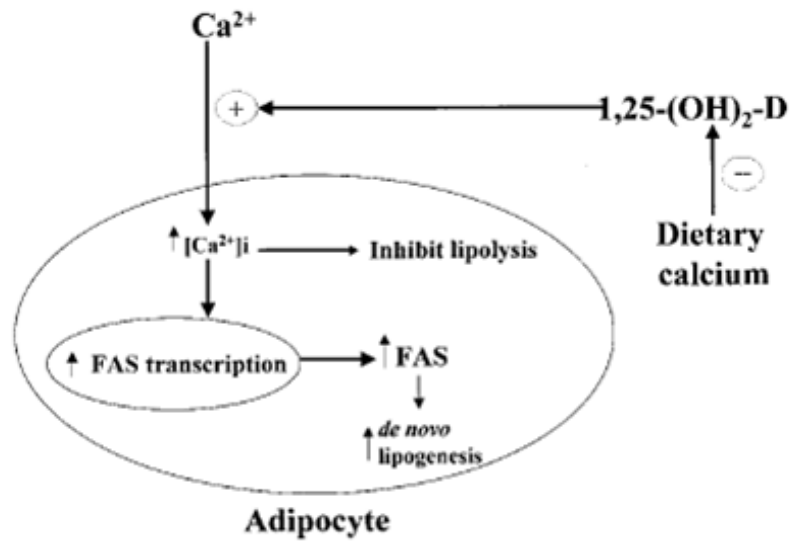 Ca²⁺
+
1,25-(OH)₂-D
--
Dietary
calcium
↑ [Ca²⁺]i
Inhibit lipolysis
↑ FAS transcription
↑ FAS
↑ de novo
lipogenesis
Adipocyte